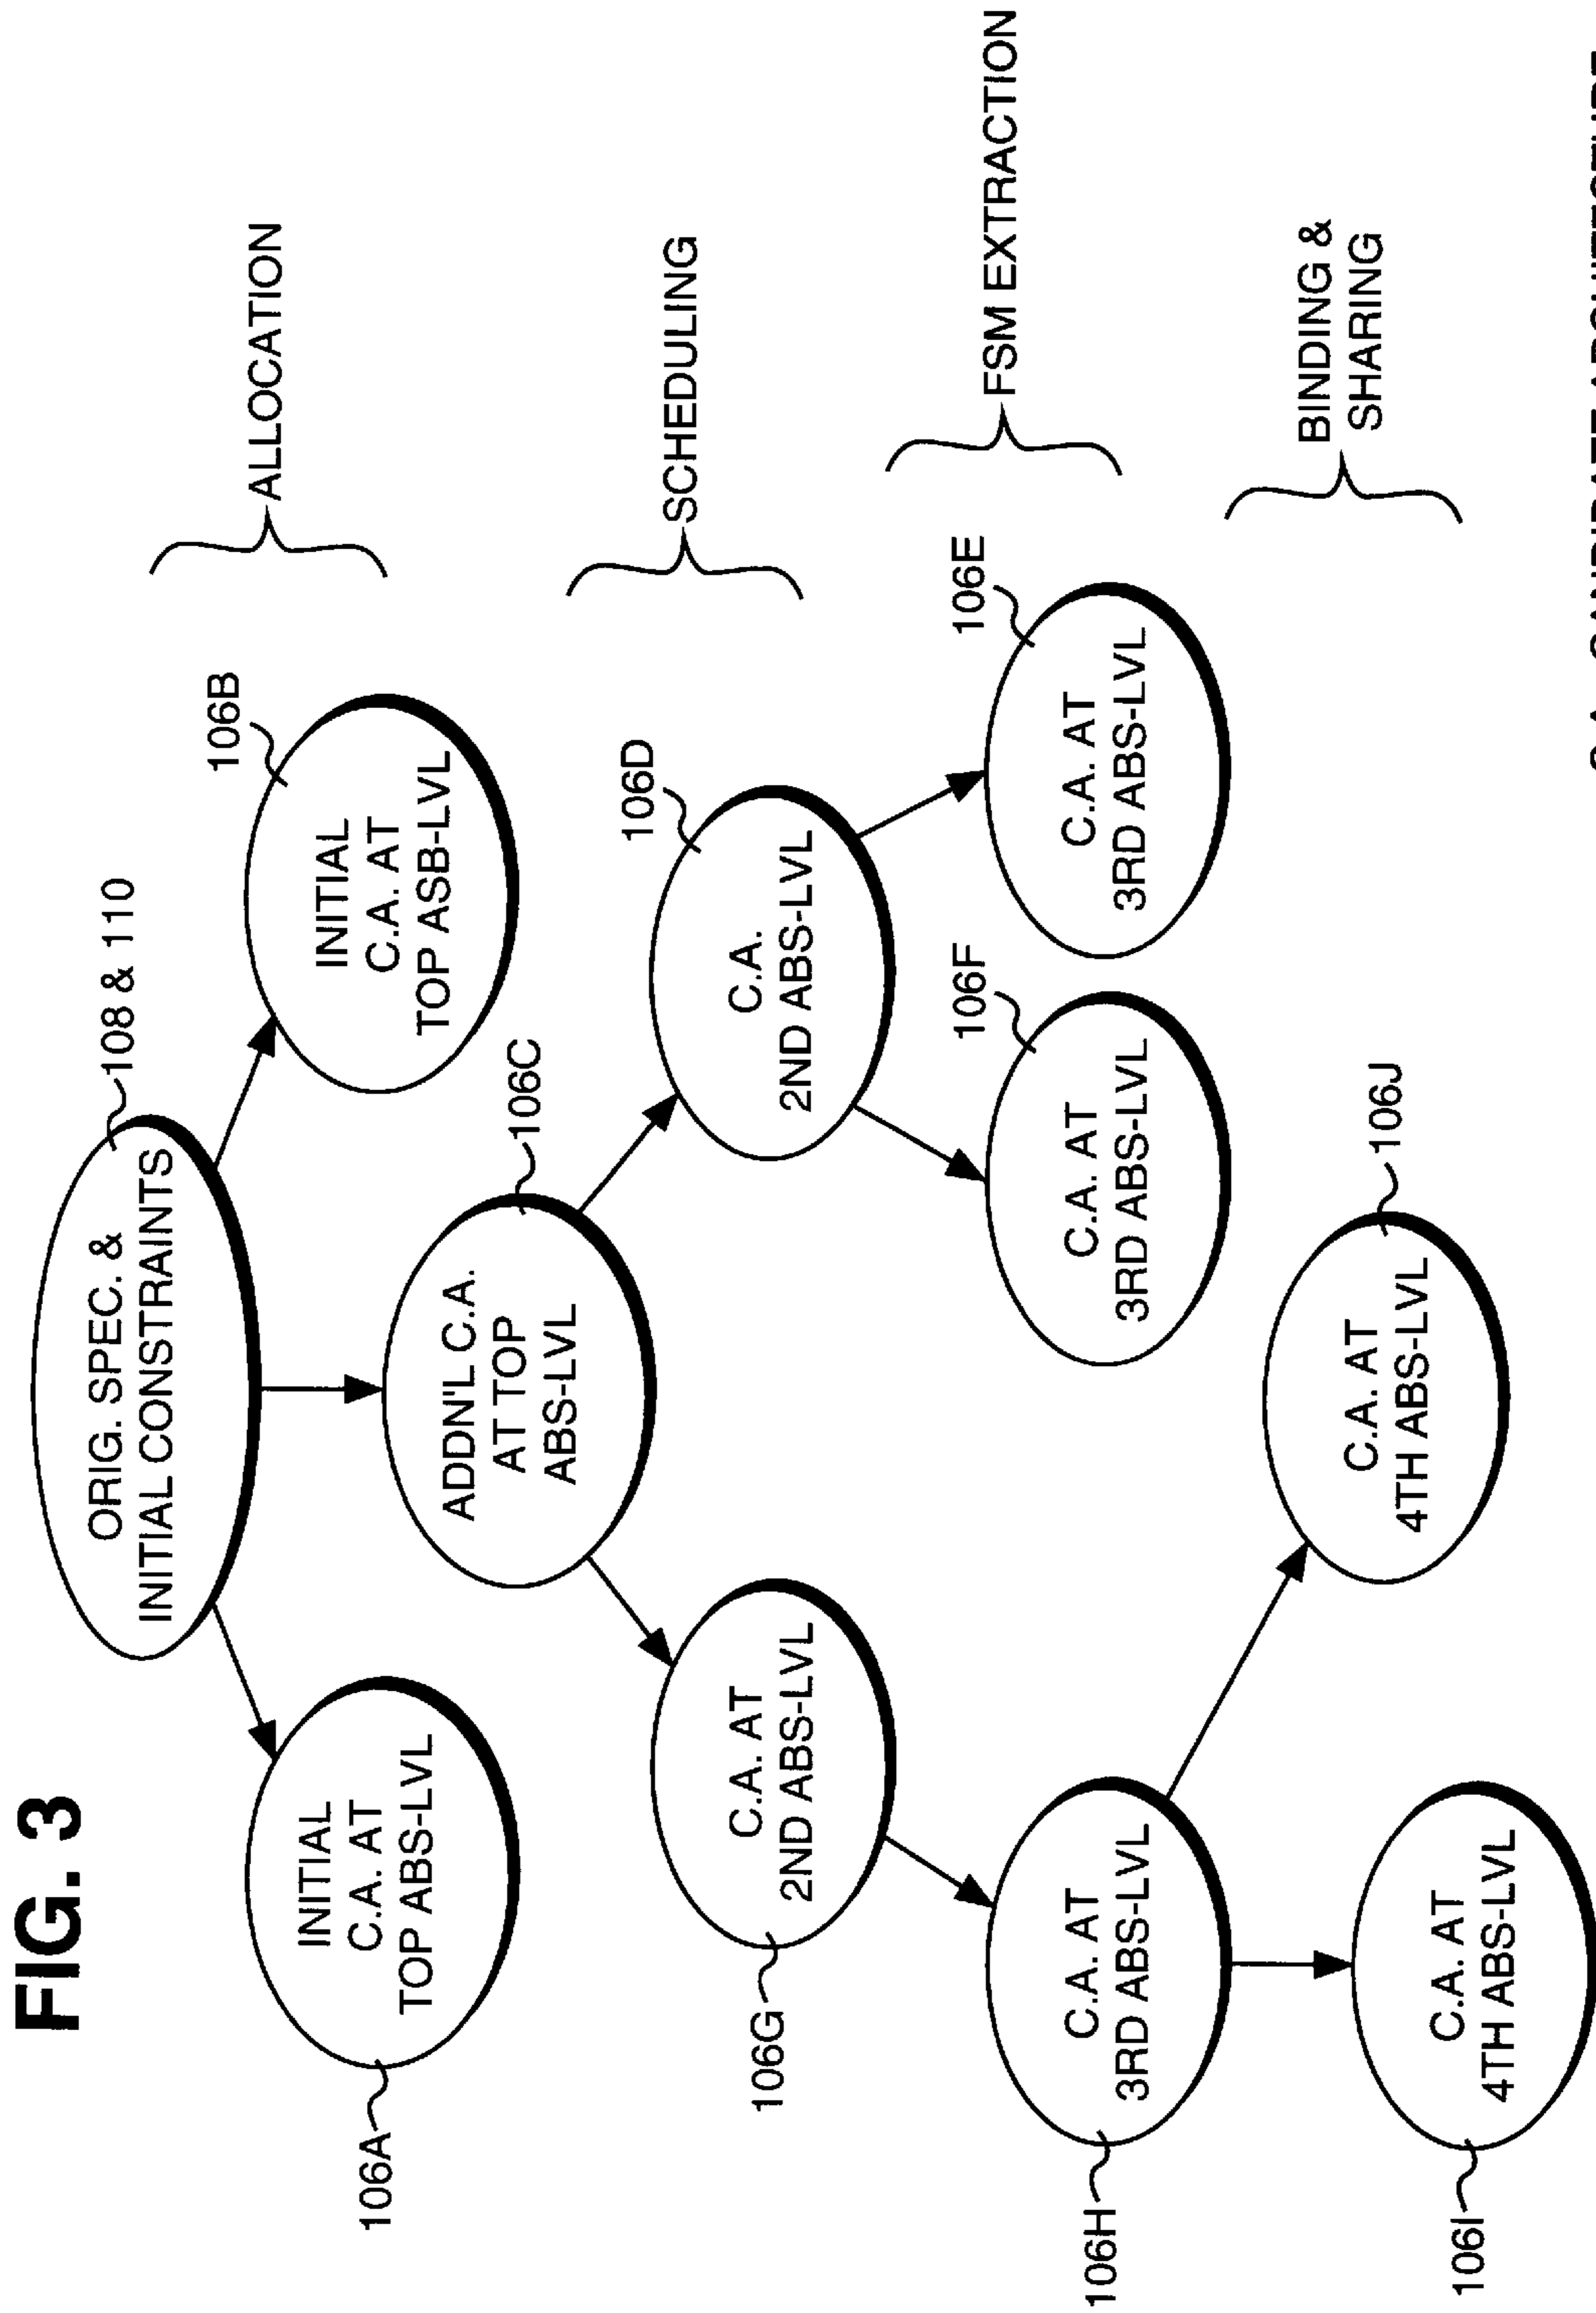 FIG. 3
ORIG. SPEC. &
INITIAL CONSTRAINTS
108 & 110
ALLOCATION
106A
INITIAL
C.A. AT
TOP ABS-LVL
ADDN'L C.A.
AT TOP
ABS-LVL
106C
INITIAL
C.A. AT
TOP ASB-LVL
106B
SCHEDULING
106G
C.A. AT
2ND ABS-LVL
C.A.
2ND ABS-LVL
106D
FSM EXTRACTION
106H
C.A. AT
3RD ABS-LVL
C.A. AT
3RD ABS-LVL
106F
C.A. AT
3RD ABS-LVL
106E
BINDING &
SHARING
106I
C.A. AT
4TH ABS-LVL
C.A. AT
4TH ABS-LVL
106J